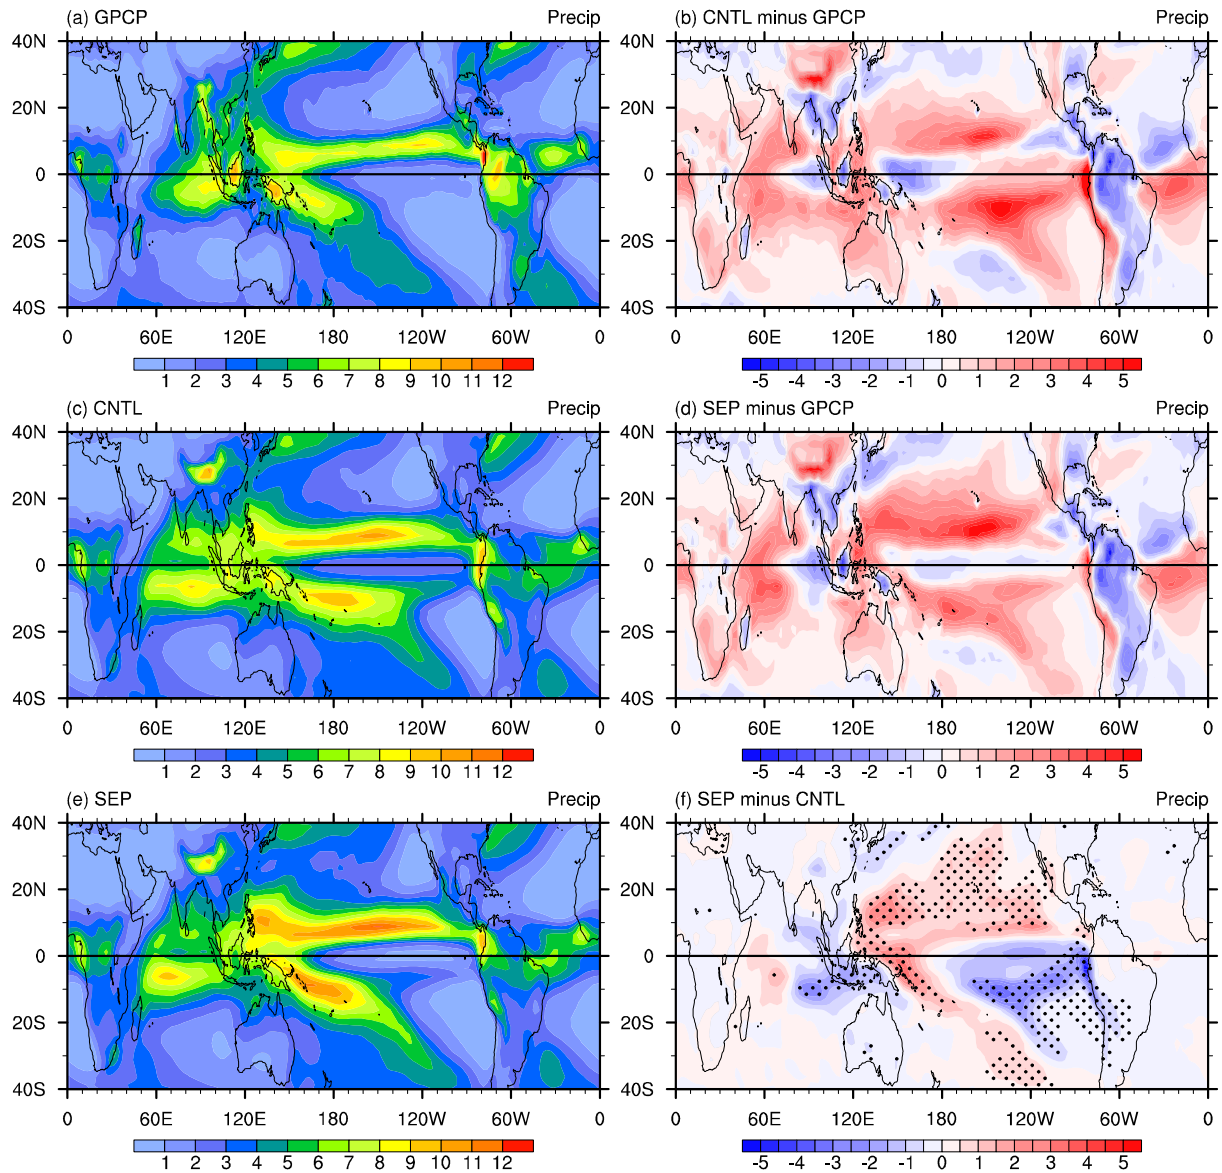 (a) GPCP Precip
40N
20N
0
20S
40S
0 60E 120E 180 120W 60W 0
1 2 3 4 5 6 7 8 9 10 11 12
(b) CNTL minus GPCP Precip
40N
20N
0
20S
40S
0 60E 120E 180 120W 60W 0
-5 -4 -3 -2 -1 0 1 2 3 4 5
(c) CNTL Precip
40N
20N
0
20S
40S
0 60E 120E 180 120W 60W 0
1 2 3 4 5 6 7 8 9 10 11 12
(d) SEP minus GPCP Precip
40N
20N
0
20S
40S
0 60E 120E 180 120W 60W 0
-5 -4 -3 -2 -1 0 1 2 3 4 5
(e) SEP Precip
40N
20N
0
20S
40S
0 60E 120E 180 120W 60W 0
1 2 3 4 5 6 7 8 9 10 11 12
(f) SEP minus CNTL Precip
40N
20N
0
20S
40S
0 60E 120E 180 120W 60W 0
-5 -4 -3 -2 -1 0 1 2 3 4 5